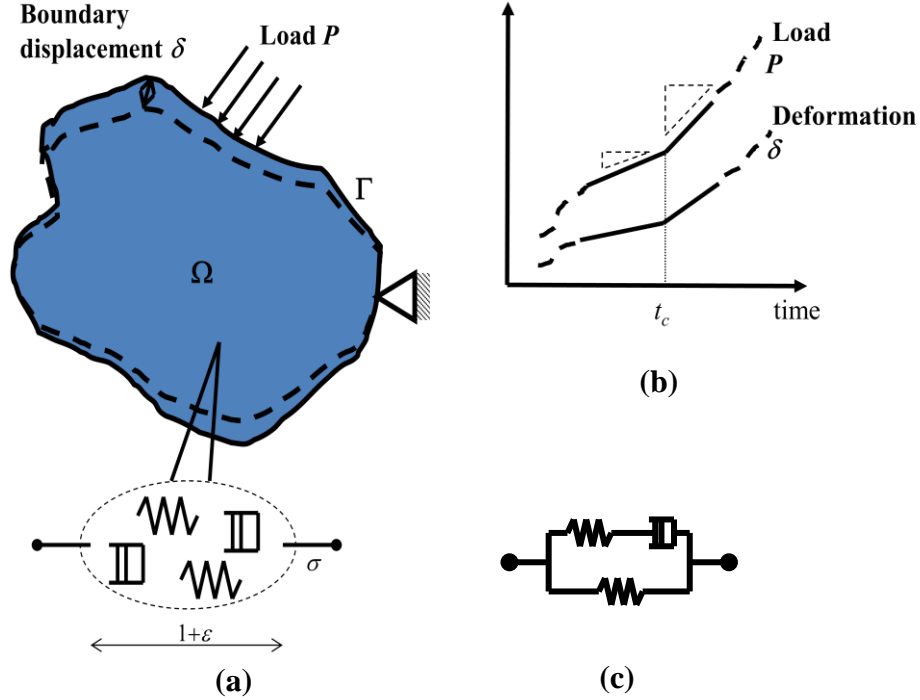 Boundary
displacement δ
Load P
Γ
Ω
σ
1+ε
(a)
Load
P
Deformation
δ
t_c
time
(b)
(c)